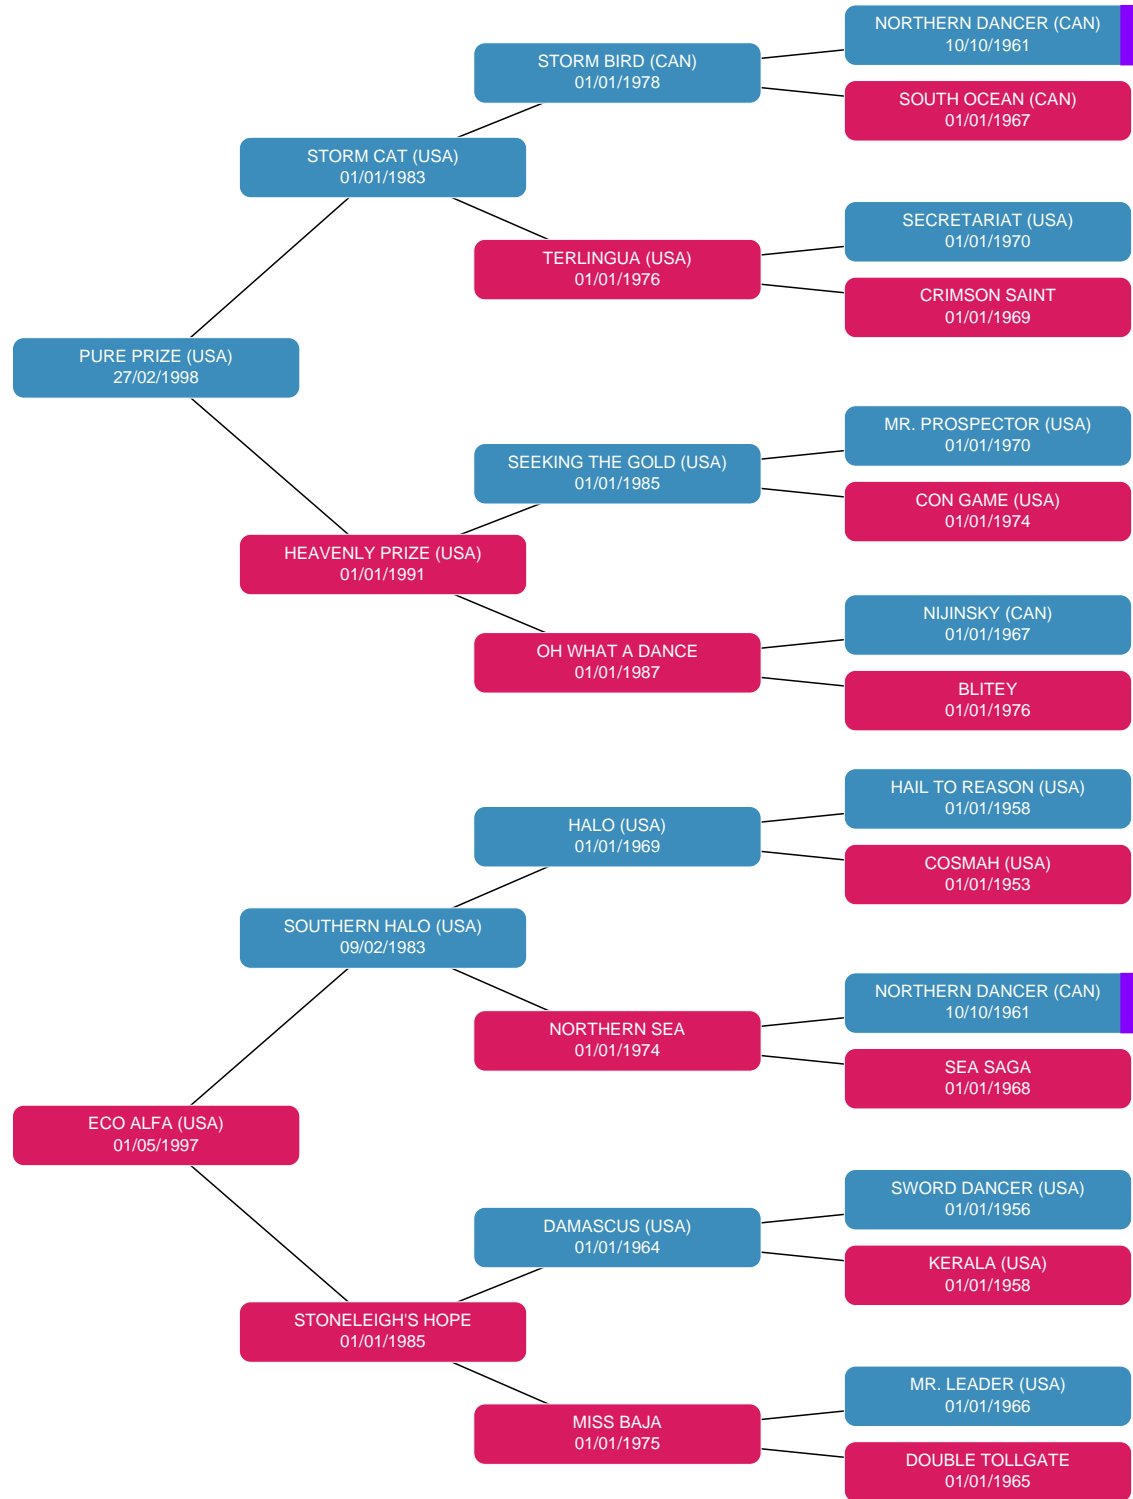 NORTHERN DANCER (CAN)
10/10/1961
STORM BIRD (CAN)
01/01/1978
SOUTH OCEAN (CAN)
01/01/1967
STORM CAT (USA)
01/01/1983
SECRETARIAT (USA)
01/01/1970
TERLINGUA (USA)
01/01/1976
CRIMSON SAINT
01/01/1969
PURE PRIZE (USA)
27/02/1998
MR. PROSPECTOR (USA)
01/01/1970
SEEKING THE GOLD (USA)
01/01/1985
CON GAME (USA)
01/01/1974
HEAVENLY PRIZE (USA)
01/01/1991
NIJINSKY (CAN)
01/01/1967
OH WHAT A DANCE
01/01/1987
BLITEY
01/01/1976
HAIL TO REASON (USA)
01/01/1958
HALO (USA)
01/01/1969
COSMAH (USA)
01/01/1953
SOUTHERN HALO (USA)
09/02/1983
NORTHERN DANCER (CAN)
10/10/1961
NORTHERN SEA
01/01/1974
SEA SAGA
01/01/1968
ECO ALFA (USA)
01/05/1997
SWORD DANCER (USA)
01/01/1956
DAMASCUS (USA)
01/01/1964
KERALA (USA)
01/01/1958
STONELEIGH'S HOPE
01/01/1985
MR. LEADER (USA)
01/01/1966
MISS BAJA
01/01/1975
DOUBLE TOLLGATE
01/01/1965